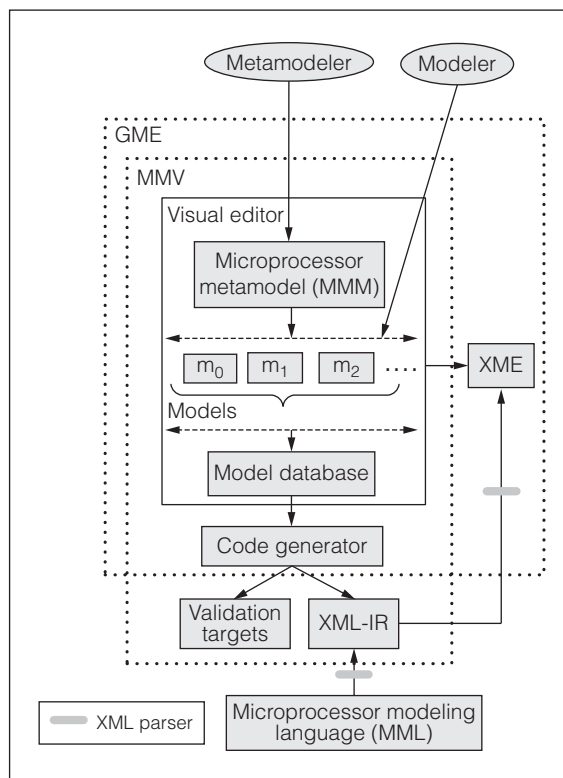 Metamodeler
Modeler
GME
MMV
Visual editor
Microprocessor
metamodel (MMM)
m0
m1
m2
.....
XME
Models
Model database
Code generator
Validation
targets
XML-IR
XML parser
Microprocessor modeling
language (MML)